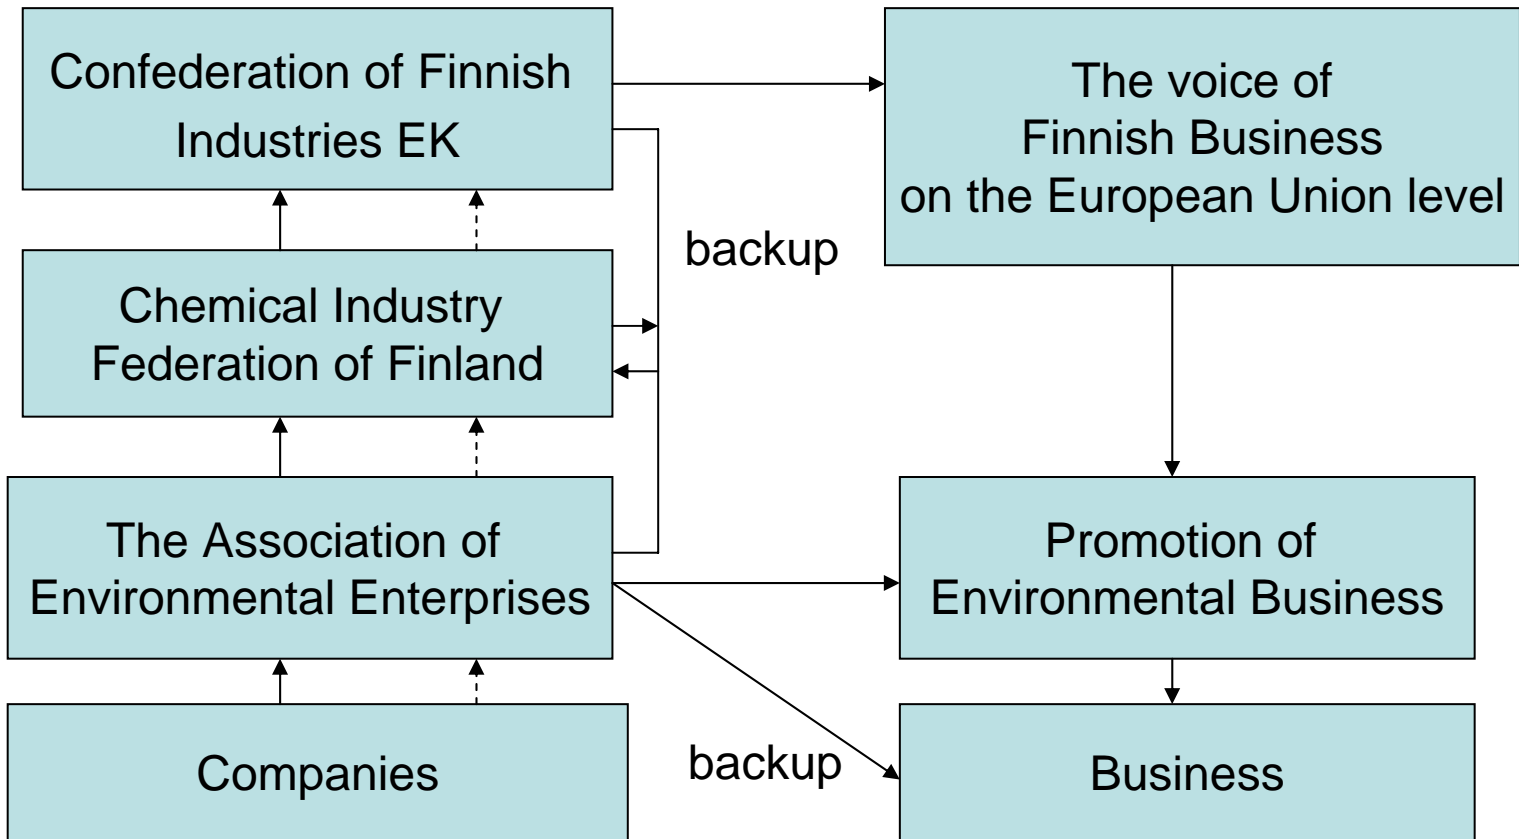 Confederation of Finnish
Industries EK
The voice of
Finnish Business
on the European Union level
backup
Chemical Industry
Federation of Finland
The Association of
Environmental Enterprises
Promotion of
Environmental Business
Companies
backup
Business